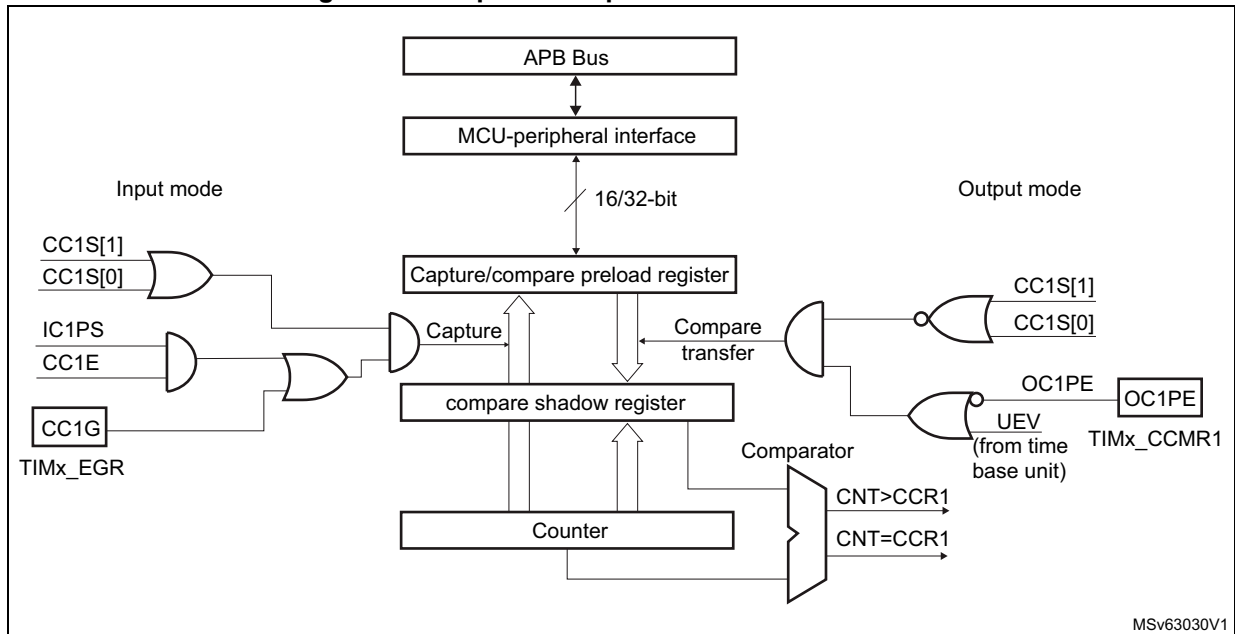 APB Bus
MCU-peripheral interface
16/32-bit
Input mode
Output mode
CC1S[1]
CC1S[0]
IC1PS
CC1E
CC1G
TIMx_EGR
Capture/compare preload register
Capture
Compare
transfer
compare shadow register
Counter
Comparator
CNT>CCR1
CNT=CCR1
CC1S[1]
CC1S[0]
OC1PE
OC1PE
UEV
(from time
base unit)
TIMx_CCMR1
MSv63030V1